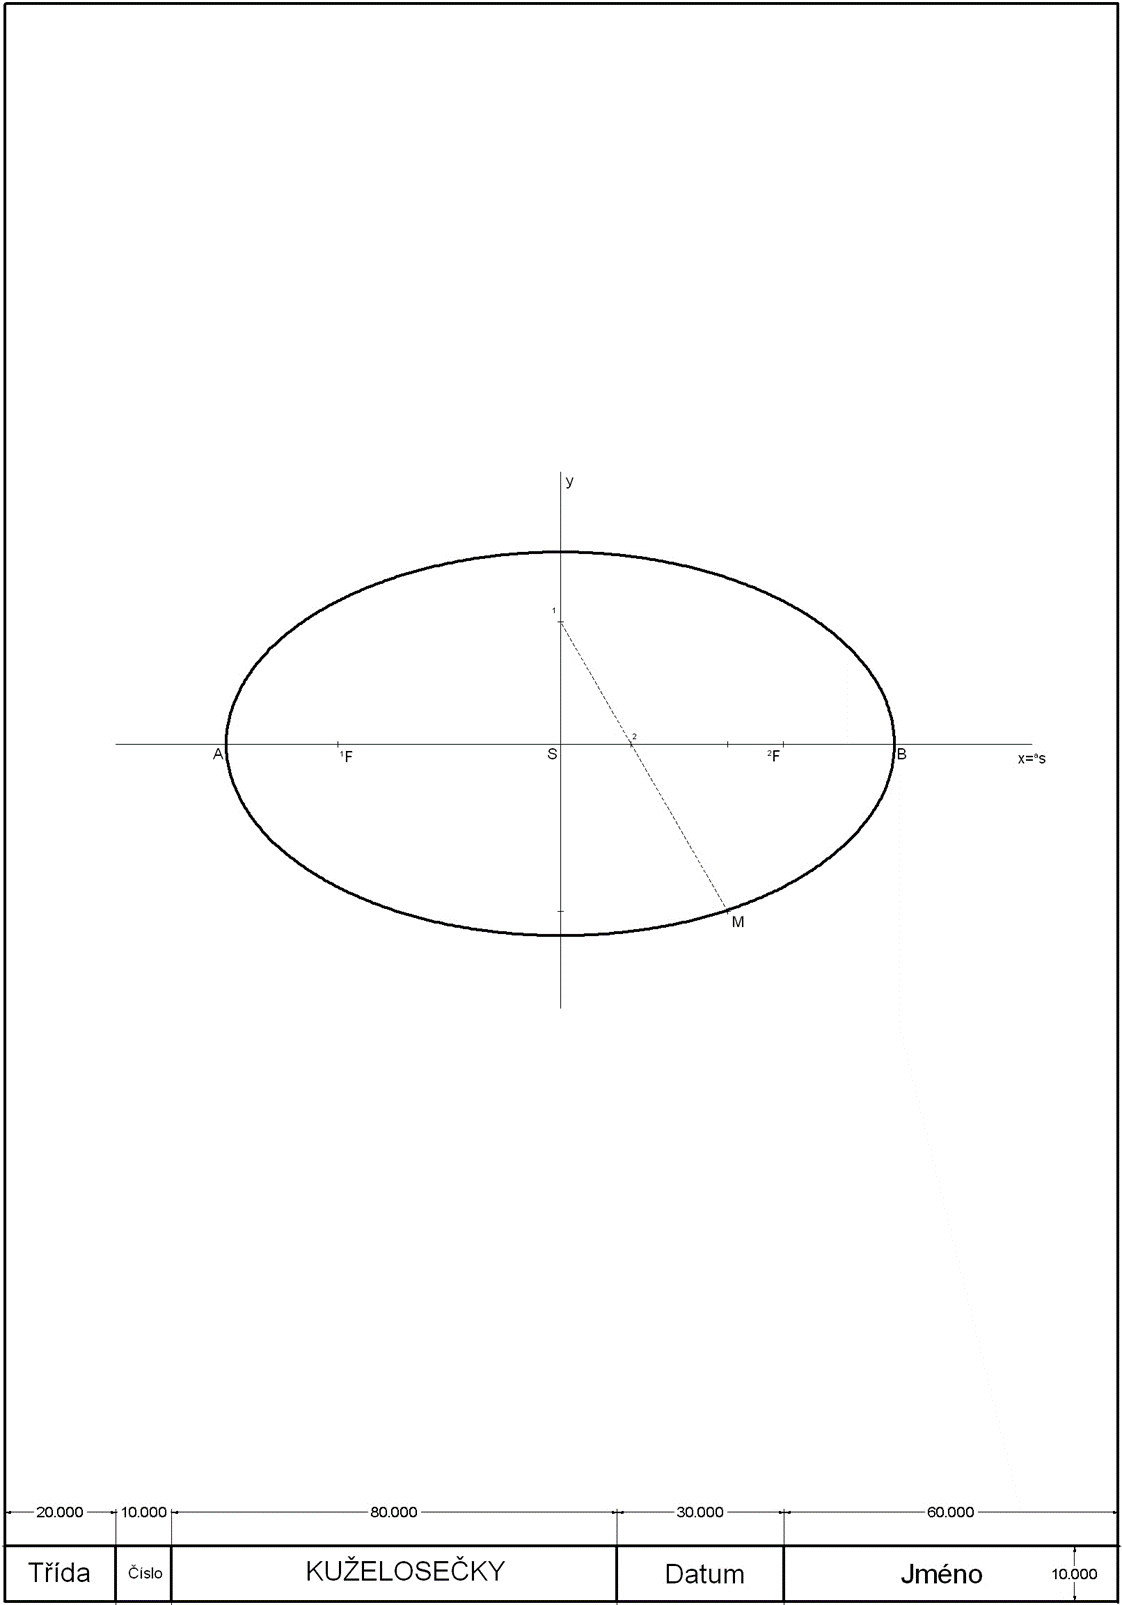 y
1
2
A
¹F
S
²F
B
x=ᵒs
M
20.000
10.000
80.000
30.000
60.000
Třída
Číslo
KUŽELOSEČKY
Datum
Jméno
10.000